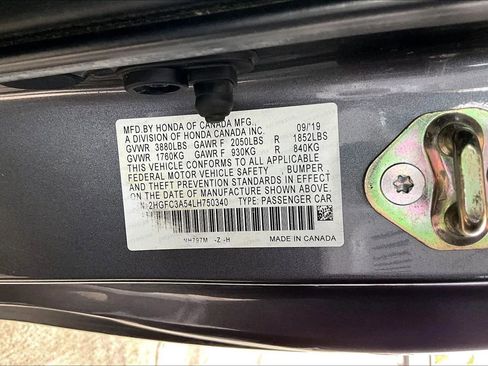 MFD.BY HONDA OF CANADA MFG., 09/'19
A DIVISION OF HONDA CANADA INC.
GVWR 3880LBS GAWR F 2050LBS R 1852LBS
GVWR 1760KG GAWR F 930KG R 840KG
THIS VEHICLE CONFORMS TO ALL APPLICABLE
FEDERAL MOTOR VEHICLE SAFETY , BUMPER ,
AND THEFT PREVENTION STANDARDS IN EFFECT
ON THE DATE OF MANUFACTURE SHOWN ABOVE.
2HGFC3A54LH750340 TYPE: PASSENGER CAR
NH797M -Z -H MADE IN CANADA